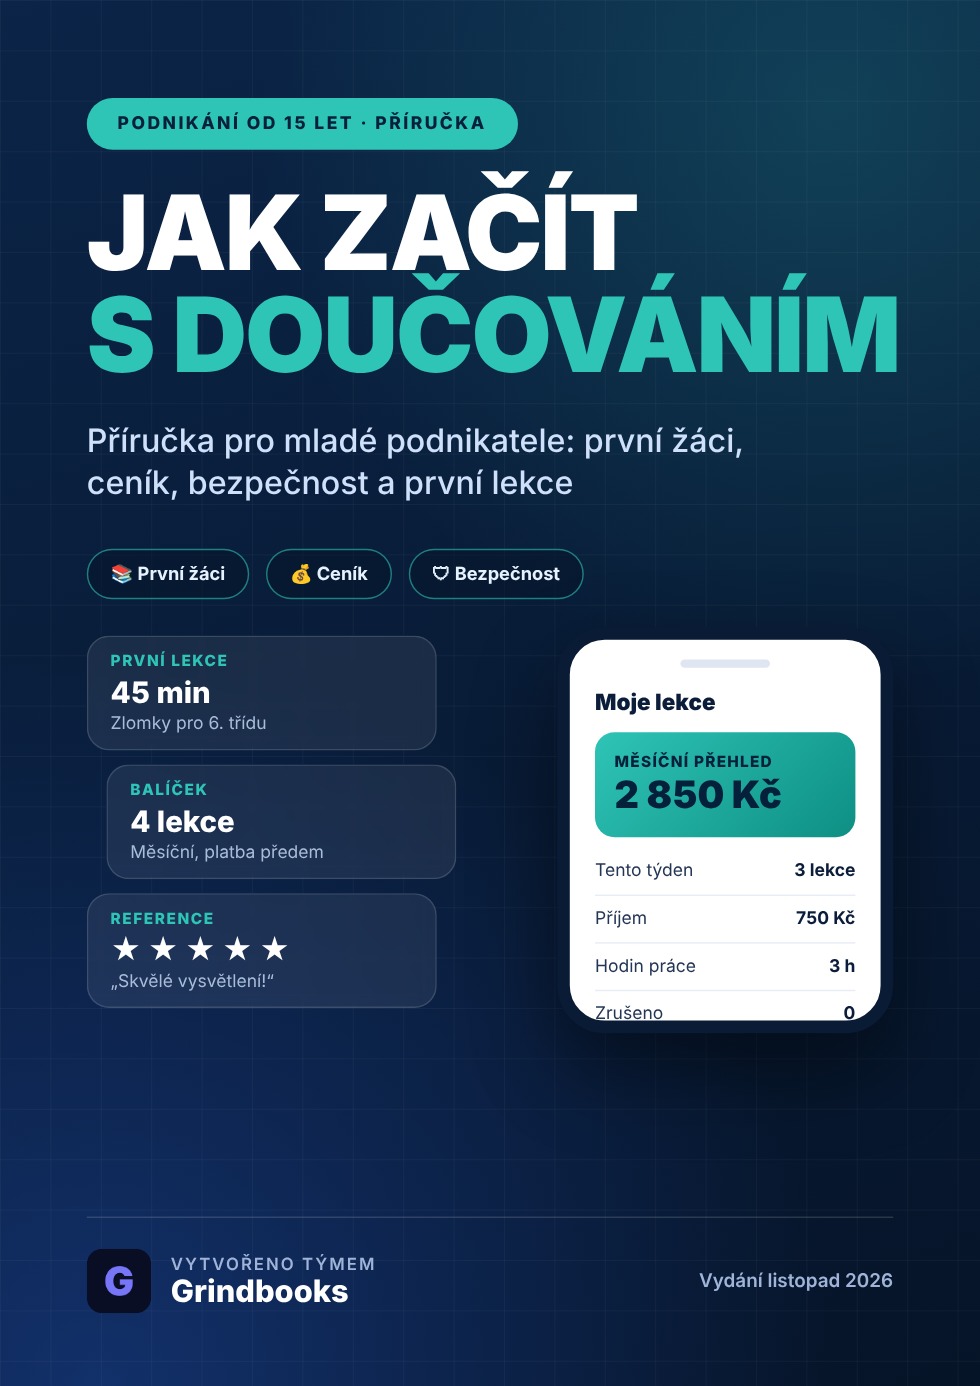 PODNIKÁNÍ OD 15 LET · PŘÍRUČKA
JAK ZAČÍT
S DOUČOVÁNÍM
Příručka pro mladé podnikatele: první žáci,
ceník, bezpečnost a první lekce
📚 První žáci
💰 Ceník
🛡 Bezpečnost
PRVNÍ LEKCE
45 min
Zlomky pro 6. třídu
BALÍČEK
4 lekce
Měsíční, platba předem
REFERENCE
★ ★ ★ ★ ★
„Skvělé vysvětlení!“
Moje lekce
MĚSÍČNÍ PŘEHLED
2 850 Kč
Tento týden 3 lekce
Příjem 750 Kč
Hodin práce 3 h
Zrušeno 0
G
VYTVOŘENO TÝMEM
Grindbooks
Vydání listopad 2026